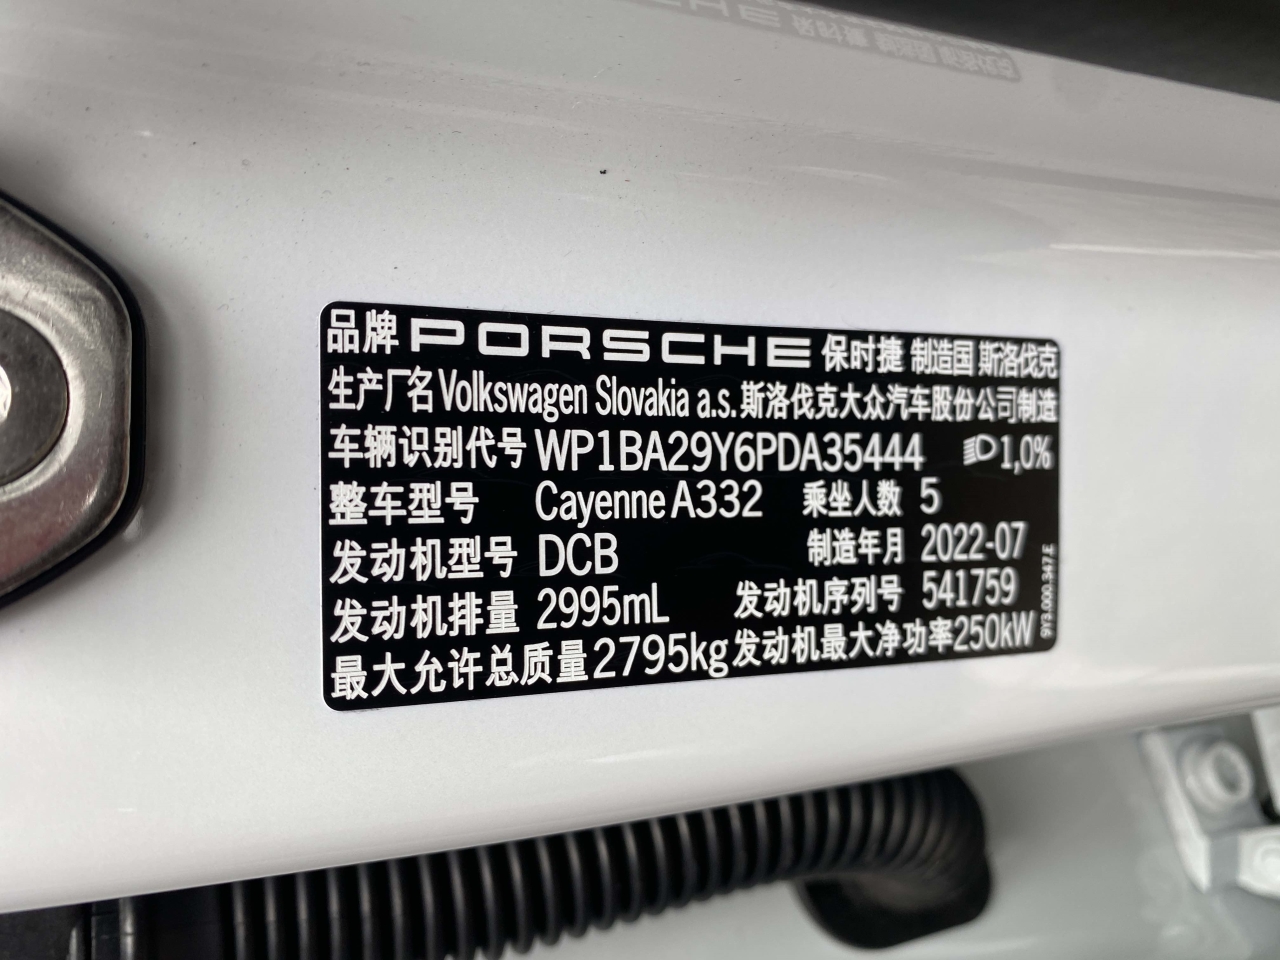 品牌 PORSCHE 保时捷 制造国 斯洛伐克
生产厂名 Volkswagen Slovakia a.s.斯洛伐克大众汽车股份公司制造
车辆识别代号 WP1BA29Y6PDA35444 1,0%
整车型号 Cayenne A332 乘坐人数 5
发动机型号 DCB 制造年月 2022-07
发动机排量 2995mL 发动机序列号 541759
最大允许总质量 2795kg 发动机最大净功率 250kW
9Y3.000.347.E